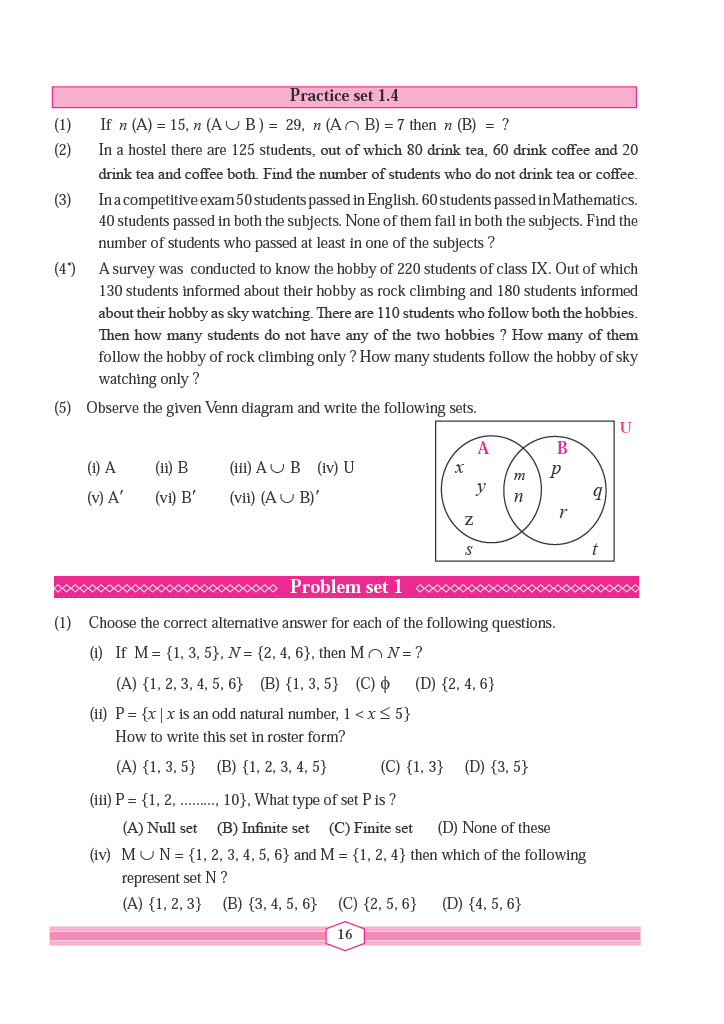 Practice set 1.4
(1) If n (A) = 15, n (A ∪ B ) = 29, n (A ∩ B) = 7 then n (B) = ?
(2) In a hostel there are 125 students, out of which 80 drink tea, 60 drink coffee and 20
drink tea and coffee both. Find the number of students who do not drink tea or coffee.
(3) In a competitive exam 50 students passed in English. 60 students passed in Mathematics.
40 students passed in both the subjects. None of them fail in both the subjects. Find the
number of students who passed at least in one of the subjects ?
(4*) A survey was conducted to know the hobby of 220 students of class IX. Out of which
130 students informed about their hobby as rock climbing and 180 students informed
about their hobby as sky watching. There are 110 students who follow both the hobbies.
Then how many students do not have any of the two hobbies ? How many of them
follow the hobby of rock climbing only ? How many students follow the hobby of sky
watching only ?
(5) Observe the given Venn diagram and write the following sets.
(i) A (ii) B (iii) A ∪ B (iv) U
(v) A′ (vi) B′ (vii) (A ∪ B)′
U
A B
x m p
y n q
z r
s t
Problem set 1
(1) Choose the correct alternative answer for each of the following questions.
(i) If M = {1, 3, 5}, N = {2, 4, 6}, then M ∩ N = ?
(A) {1, 2, 3, 4, 5, 6} (B) {1, 3, 5} (C) ϕ (D) {2, 4, 6}
(ii) P = {x | x is an odd natural number, 1 < x ≤ 5}
How to write this set in roster form?
(A) {1, 3, 5} (B) {1, 2, 3, 4, 5} (C) {1, 3} (D) {3, 5}
(iii) P = {1, 2, ........., 10}, What type of set P is ?
(A) Null set (B) Infinite set (C) Finite set (D) None of these
(iv) M ∪ N = {1, 2, 3, 4, 5, 6} and M = {1, 2, 4} then which of the following
represent set N ?
(A) {1, 2, 3} (B) {3, 4, 5, 6} (C) {2, 5, 6} (D) {4, 5, 6}
16